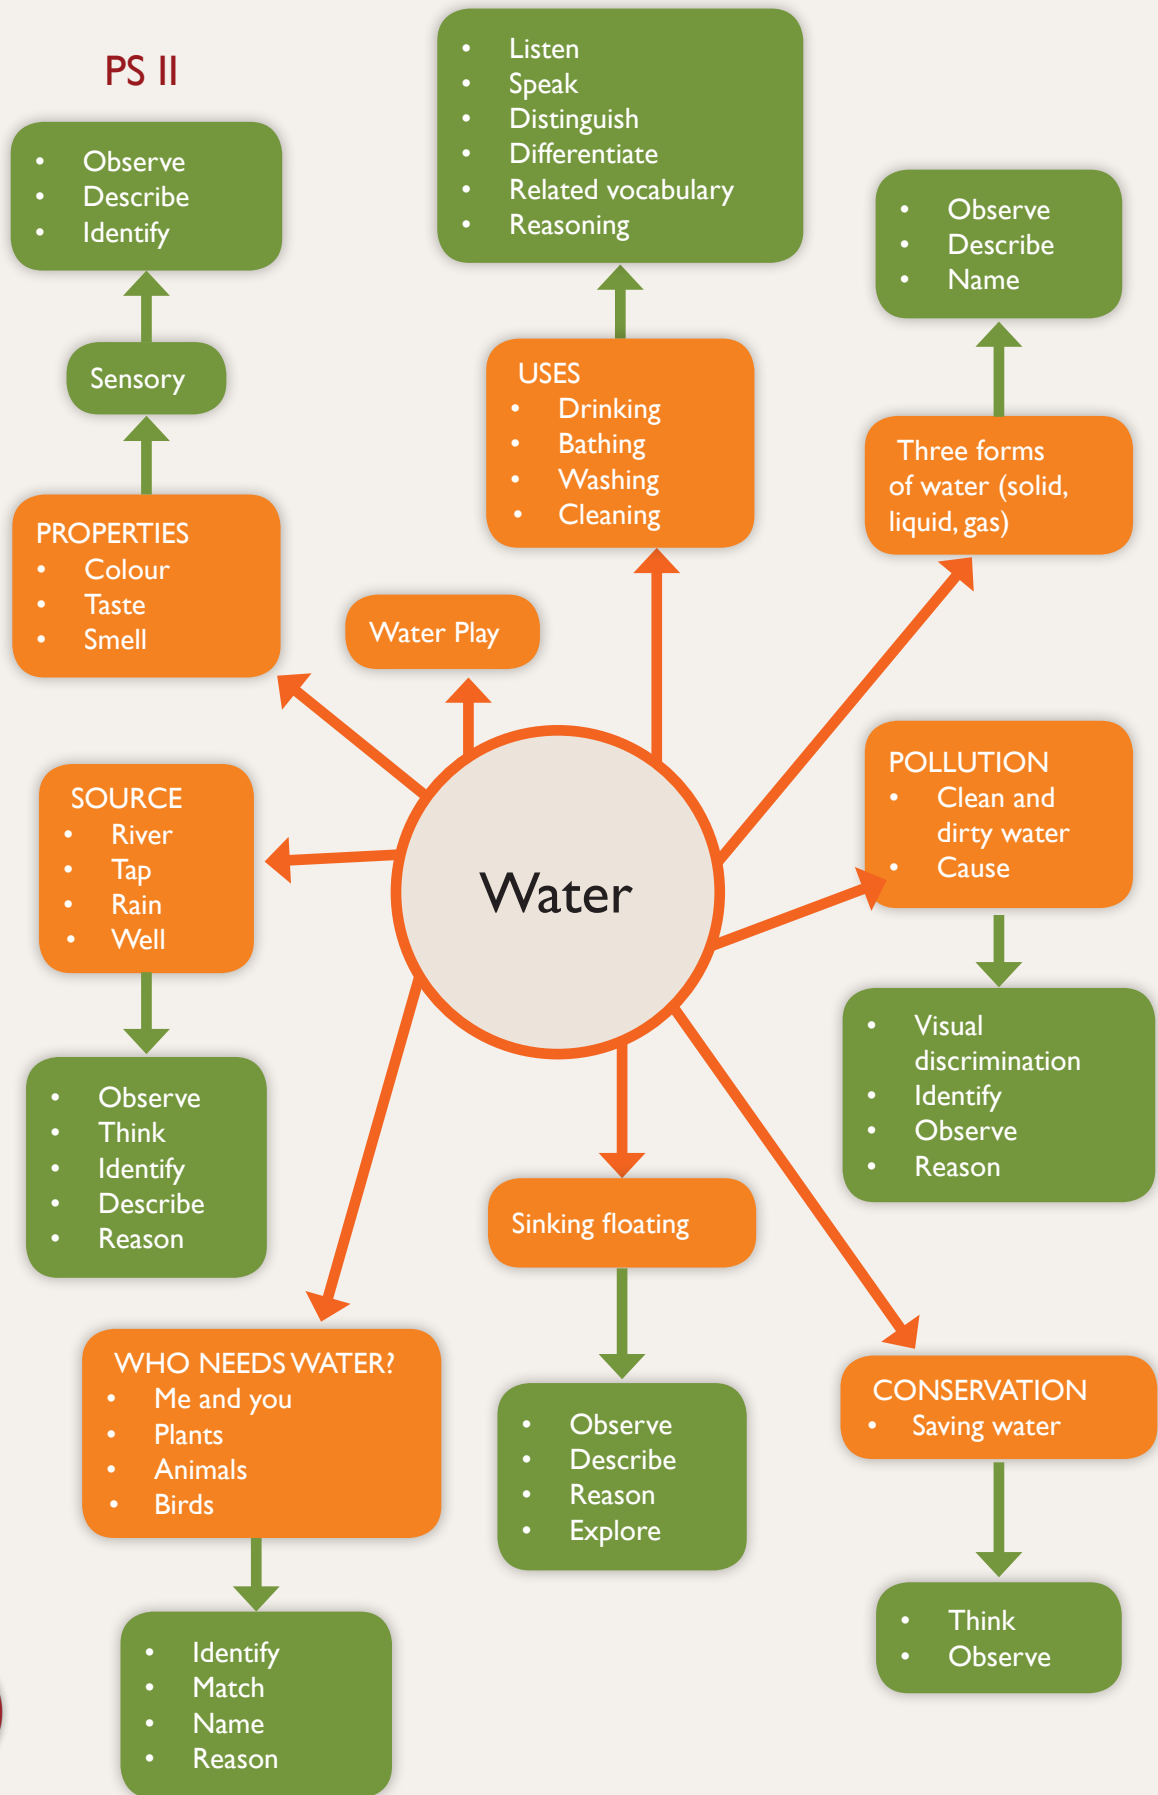 PS II
• Observe
• Describe
• Identify
Sensory
PROPERTIES
• Colour
• Taste
• Smell
• Listen
• Speak
• Distinguish
• Differentiate
• Related vocabulary
• Reasoning
USES
• Drinking
• Bathing
• Washing
• Cleaning
• Observe
• Describe
• Name
Three forms
of water (solid,
liquid, gas)
Water Play
SOURCE
• River
• Tap
• Rain
• Well
Water
POLLUTION
• Clean and
dirty water
• Cause
• Observe
• Think
• Identify
• Describe
• Reason
• Visual
discrimination
• Identify
• Observe
• Reason
Sinking floating
• Observe
• Describe
• Reason
• Explore
WHO NEEDS WATER?
• Me and you
• Plants
• Animals
• Birds
• Identify
• Match
• Name
• Reason
CONSERVATION
• Saving water
• Think
• Observe